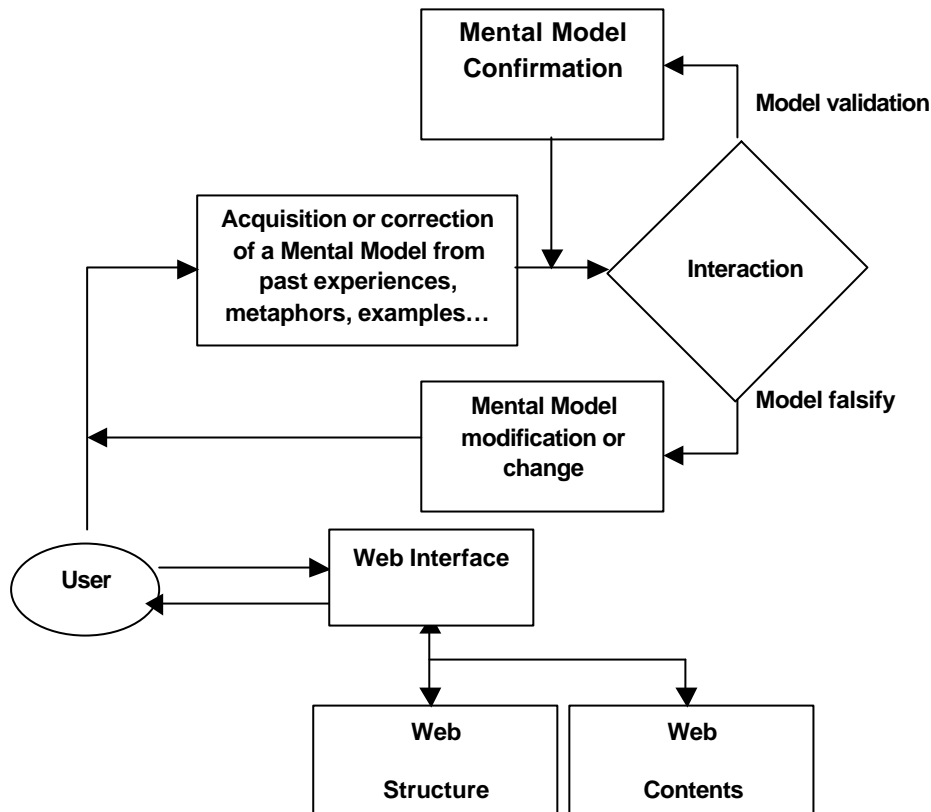 Mental Model
Confirmation
Model validation
Acquisition or correction
of a Mental Model from
past experiences,
metaphors, examples…
Interaction
Model falsify
Mental Model
modification or
change
User
Web Interface
Web
Structure
Web
Contents